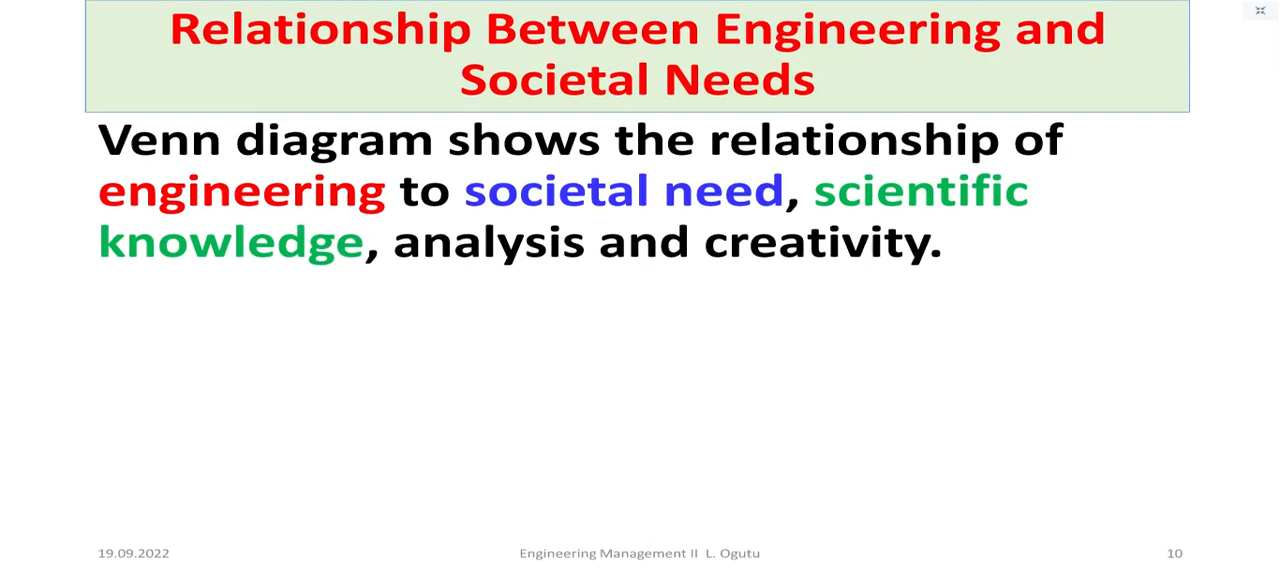 Relationship Between Engineering and
Societal Needs
Venn diagram shows the relationship of
engineering to societal need, scientific
knowledge, analysis and creativity.
19.09.2022
Engineering Management II L. Ogutu
10